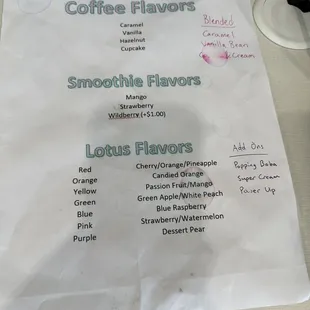 Coffee Flavors
Caramel
Vanilla
Hazelnut
Cupcake
Blended
Caramel
Vanilla Bean
Cream
Smoothie Flavors
Mango
Strawberry
Wildberry (+$1.00)
Lotus Flavors
Red Cherry/Orange/Pineapple
Orange Candied Orange
Yellow Passion Fruit/Mango
Green Green Apple/White Peach
Blue Blue Raspberry
Pink Strawberry/Watermelon
Purple Dessert Pear
Add Ons
Popping Boba
Super Cream
Power Up